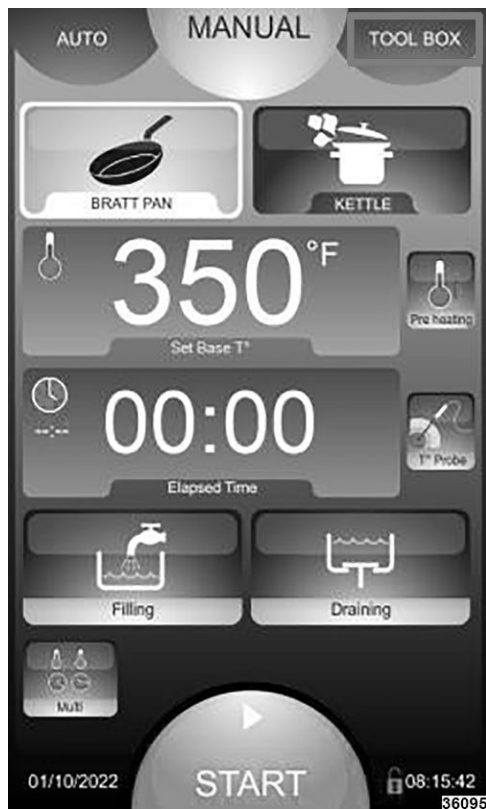 AUTO
MANUAL
TOOL BOX
BRATT PAN
KETTLE
350°F
Pre heating
Set Base T°
--:--
00:00
T° Probe
Elapsed Time
Filling
Draining
Multi
START
01/10/2022
08:15:42
36095